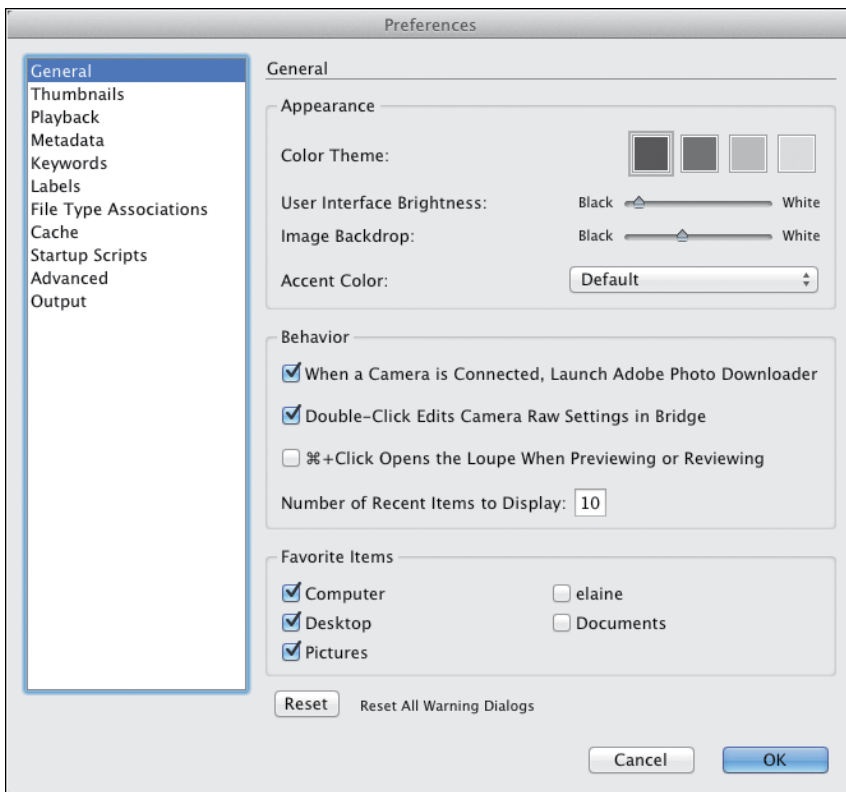 Preferences
General
Thumbnails
Playback
Metadata
Keywords
Labels
File Type Associations
Cache
Startup Scripts
Advanced
Output
General
Appearance
Color Theme:
User Interface Brightness: Black White
Image Backdrop: Black White
Accent Color: Default
Behavior
When a Camera is Connected, Launch Adobe Photo Downloader
Double-Click Edits Camera Raw Settings in Bridge
⌘+Click Opens the Loupe When Previewing or Reviewing
Number of Recent Items to Display: 10
Favorite Items
Computer elaine
Desktop Documents
Pictures
Reset Reset All Warning Dialogs
Cancel OK